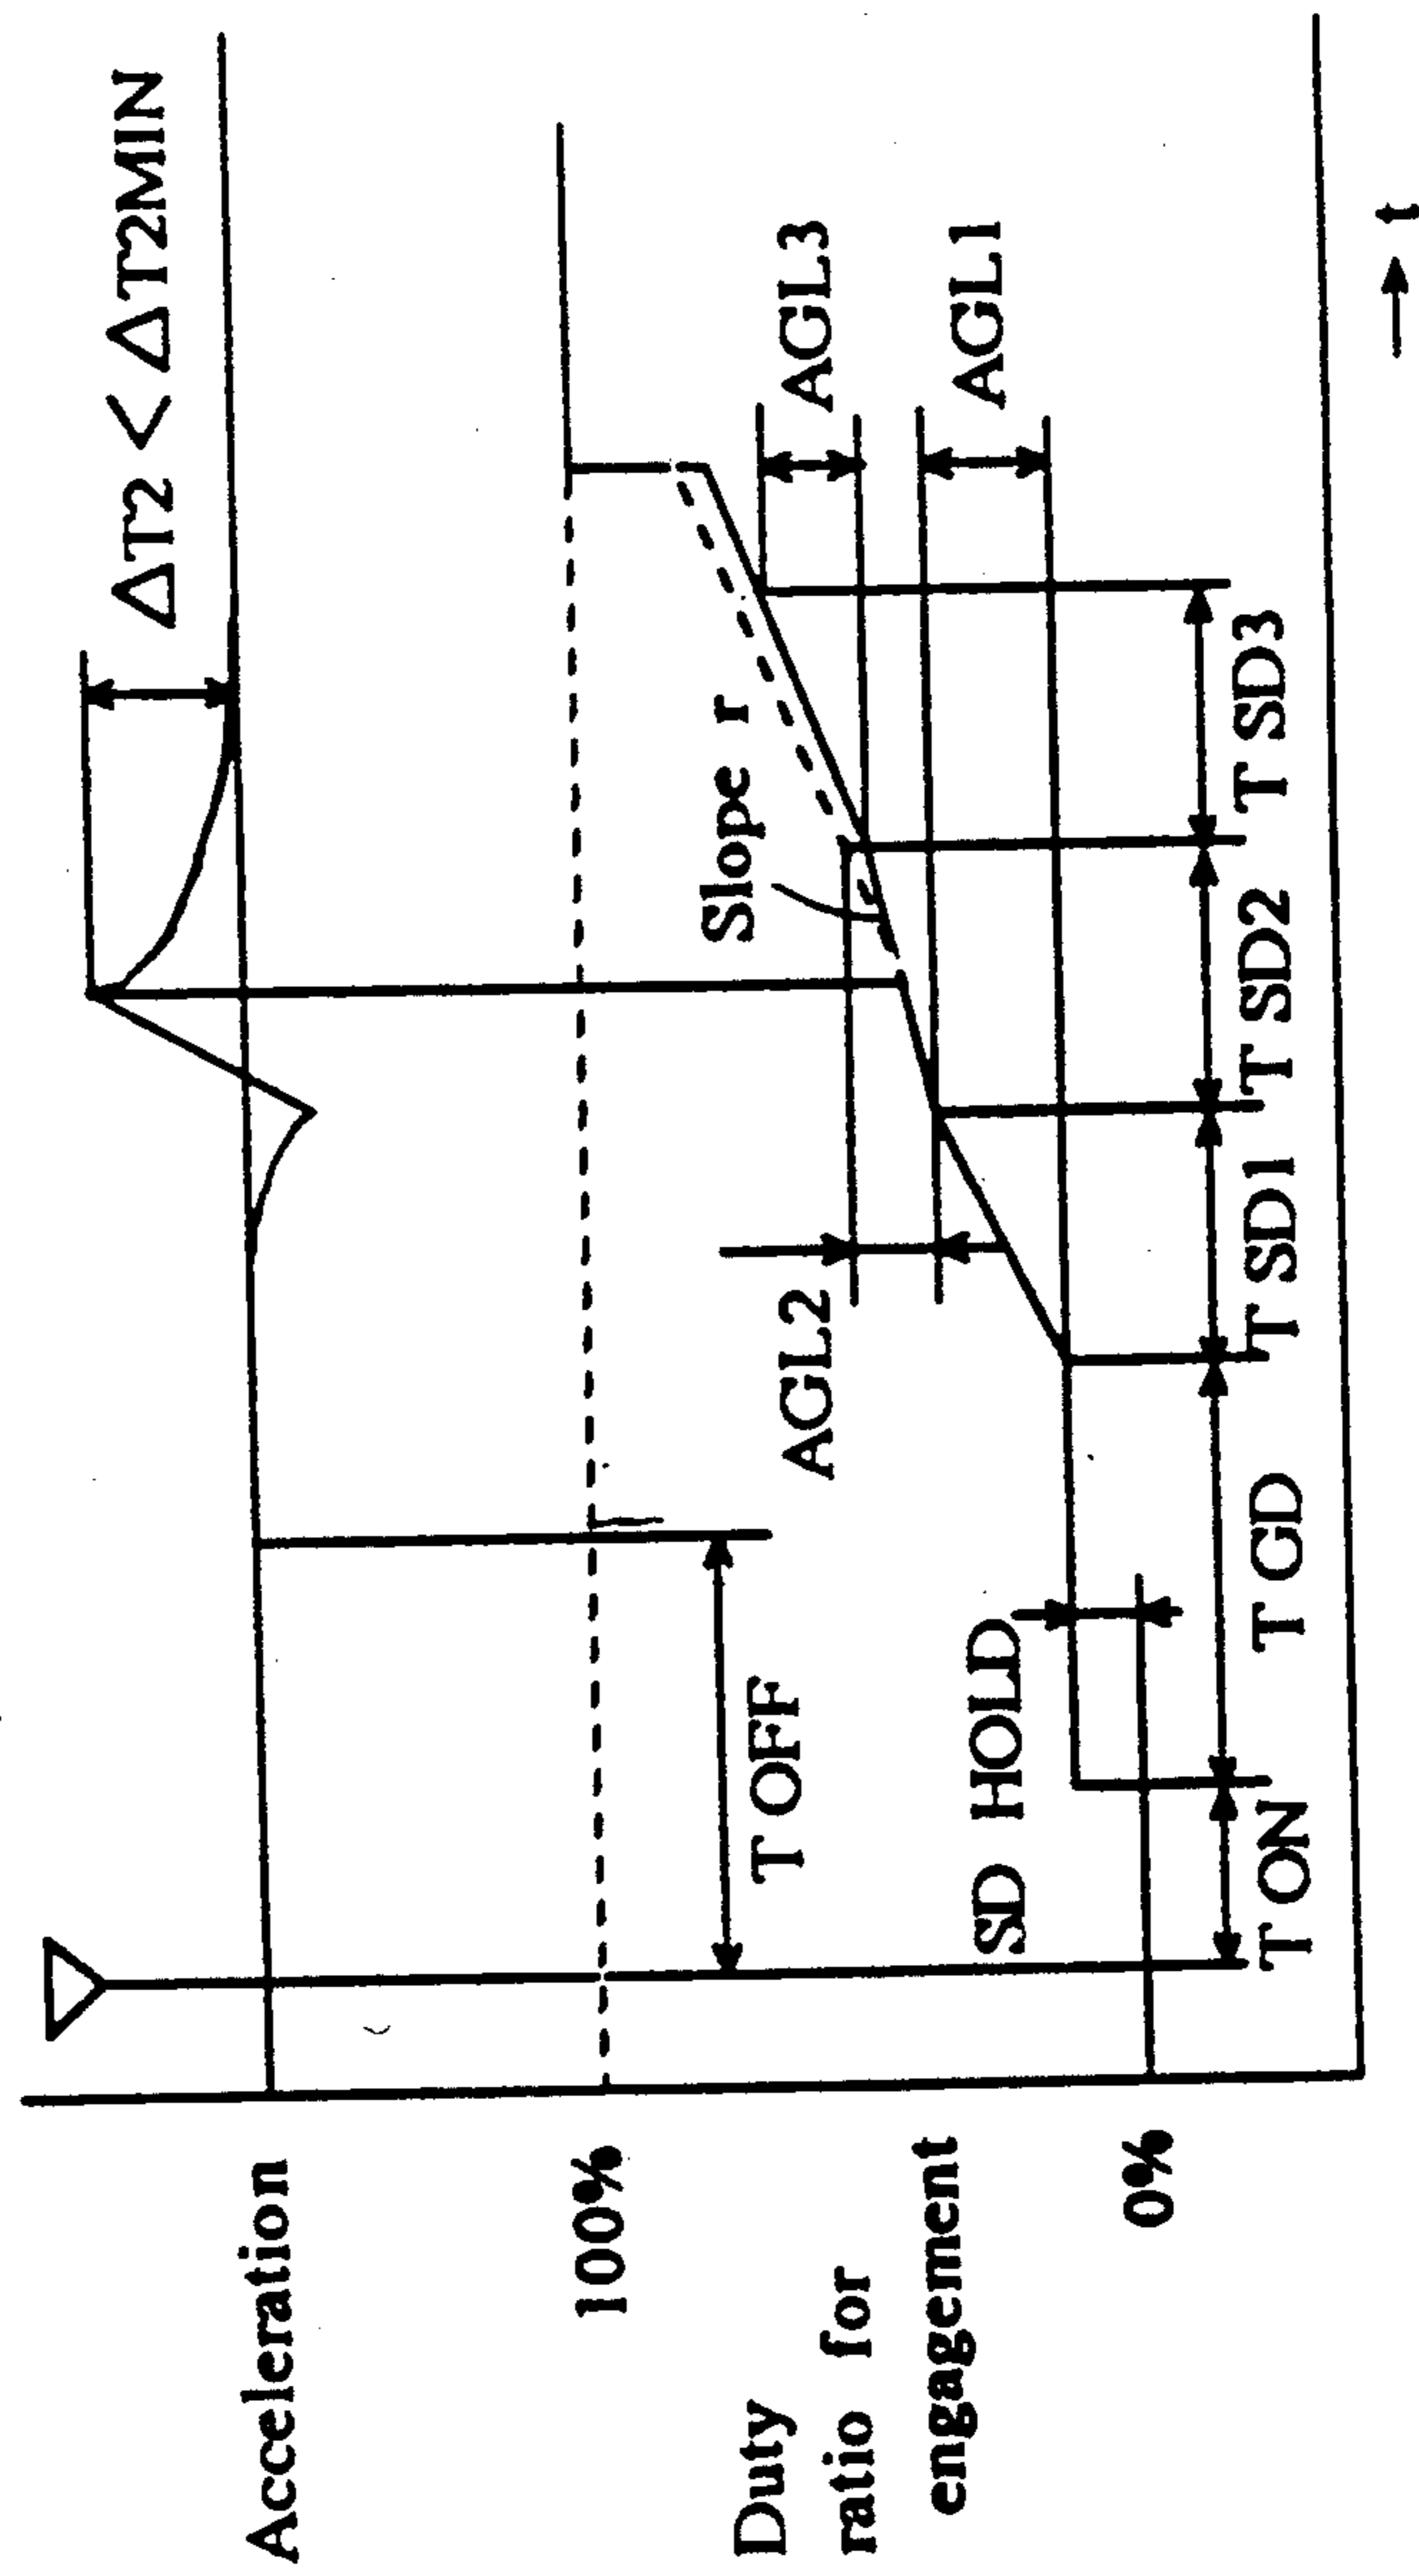 ΔT2 < ΔT2MIN
Acceleration
100%
Duty
ratio for
engagement
0%
T OFF
SD HOLD
AGL2
Slope r
AGL3
AGL1
T ON
T GD
T SD1
T SD2
T SD3
t